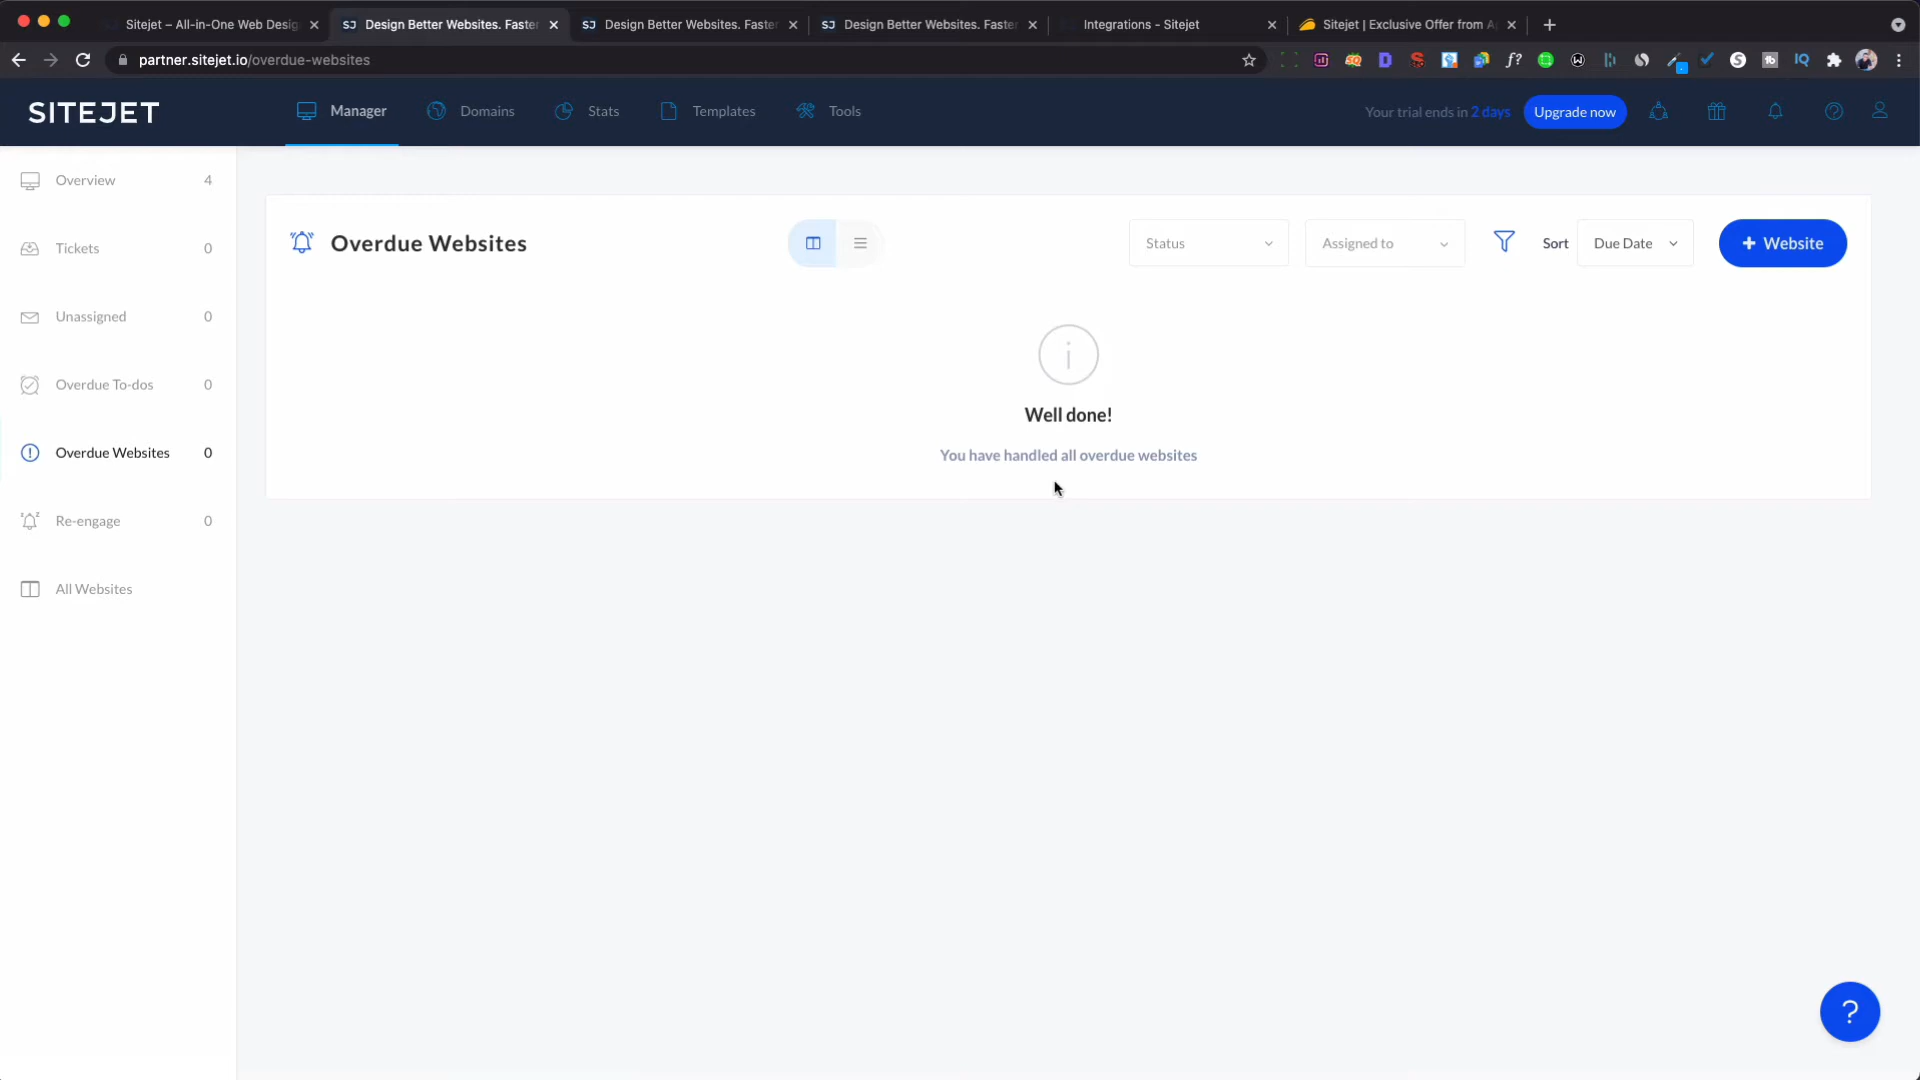 Sitejet – All-in-One Web Desig
SJ Design Better Websites. Faster
SJ Design Better Websites. Faster
SJ Design Better Websites. Faster
Integrations - Sitejet
Sitejet | Exclusive Offer from A
partner.sitejet.io/overdue-websites
SITEJET
Manager
Domains
Stats
Templates
Tools
Your trial ends in 2 days
Upgrade now
Overview 4
Tickets 0
Unassigned 0
Overdue To-dos 0
Overdue Websites 0
Re-engage 0
All Websites
Overdue Websites
Status
Assigned to
Sort
Due Date
+ Website
Well done!
You have handled all overdue websites
?